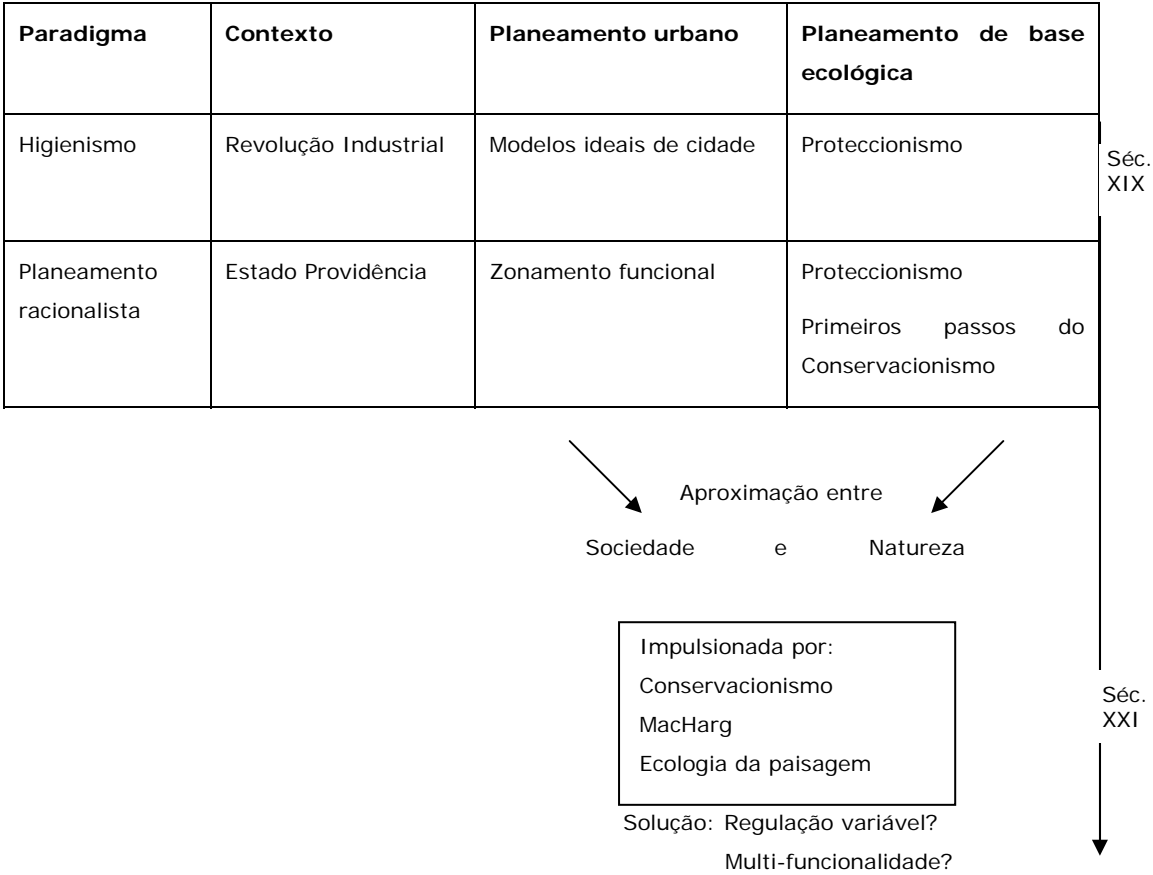 Paradigma
Contexto
Planeamento urbano
Planeamento de base
ecológica
Higienismo
Revolução Industrial
Modelos ideais de cidade
Proteccionismo
Séc.
XIX
Planeamento
racionalista
Estado Providência
Zonamento funcional
Proteccionismo
Primeiros passos do
Conservacionismo
Aproximação entre
Sociedade e Natureza
Impulsionada por:
Conservacionismo
MacHarg
Ecologia da paisagem
Séc.
XXI
Solução: Regulação variável?
Multi-funcionalidade?